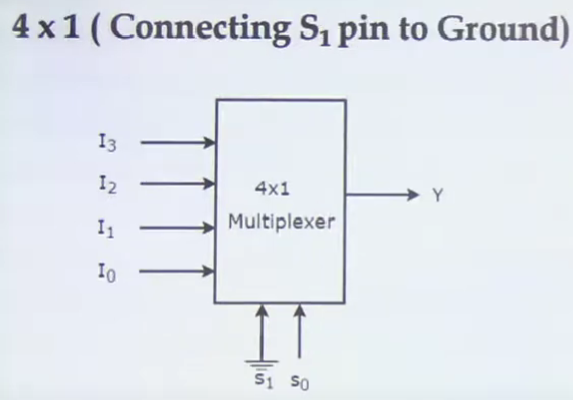 4 x 1 ( Connecting S₁ pin to Ground)
I₃
I₂
4x1
Y
I₁
Multiplexer
I₀
S₁ S₀